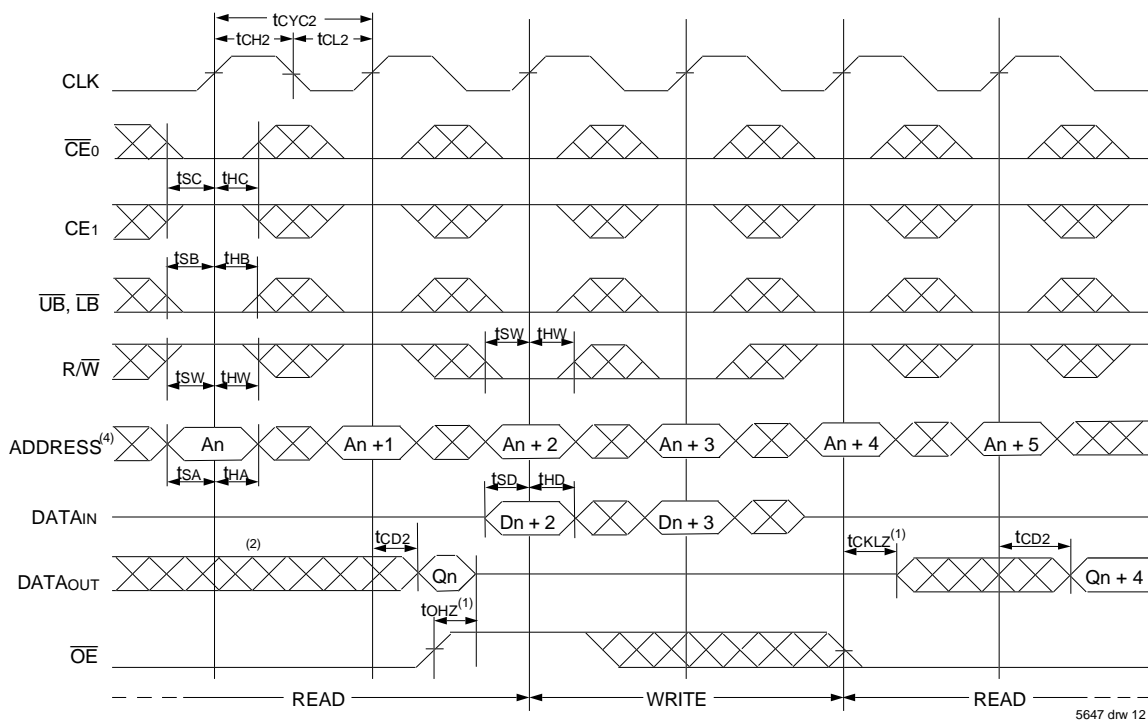 tCYC2
tCH2 tCL2
CLK
CE0
tSC tHC
CE1
tSB tHB
UB, LB
tSW tHW
R/W
tSW tHW
ADDRESS(4) An An +1 An + 2 An + 3 An + 4 An + 5
tSA tHA tSD tHD
DATAIN Dn + 2 Dn + 3
(2) tCD2 tCKLZ(1) tCD2
DATAOUT Qn Qn + 4
tOHZ(1)
OE
READ WRITE READ
5647 drw 12